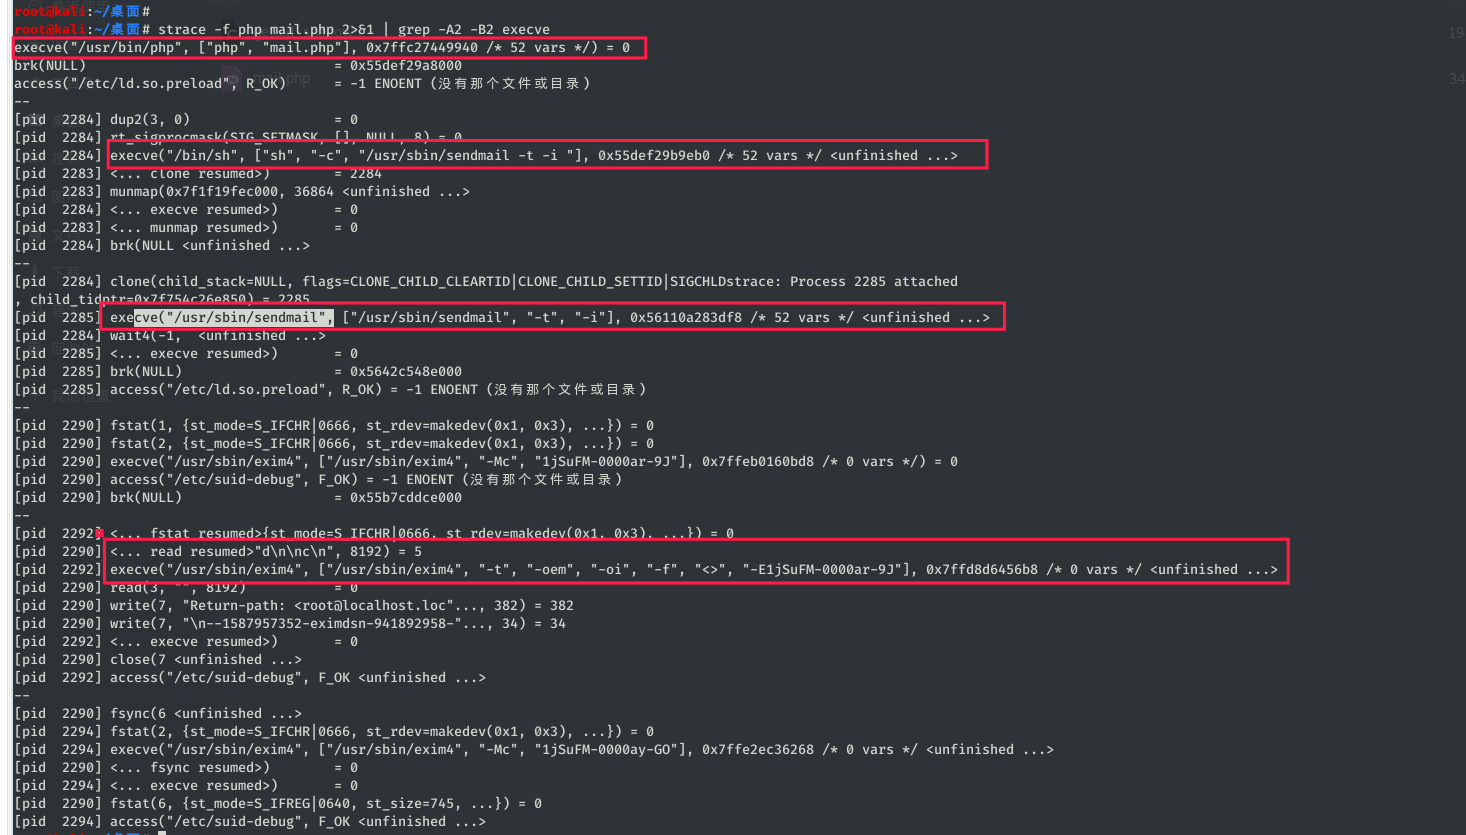 root@kali:~/桌面#
root@kali:~/桌面# strace -f php mail.php 2>&1 | grep -A2 -B2 execve
execve("/usr/bin/php", ["php", "mail.php"], 0x7ffc27449940 /* 52 vars */) = 0
brk(NULL)                               = 0x55def29a8000
access("/etc/ld.so.preload", R_OK)      = -1 ENOENT (没有那个文件或目录)
--
[pid  2284] dup2(3, 0)                  = 0
[pid  2284] rt_sigprocmask(SIG_SETMASK, [], NULL, 8) = 0
[pid  2284] execve("/bin/sh", ["sh", "-c", "/usr/sbin/sendmail -t -i "], 0x55def29b9eb0 /* 52 vars */ <unfinished ...>
[pid  2283] <... clone resumed>)        = 2284
[pid  2283] munmap(0x7f1f19fec000, 36864 <unfinished ...>
[pid  2284] <... execve resumed>)       = 0
[pid  2283] <... munmap resumed>)       = 0
[pid  2284] brk(NULL <unfinished ...>
--
[pid  2284] clone(child_stack=NULL, flags=CLONE_CHILD_CLEARTID|CLONE_CHILD_SETTID|SIGCHLDstrace: Process 2285 attached
, child_tidptr=0x7f754c26e850) = 2285
[pid  2285] execve("/usr/sbin/sendmail", ["/usr/sbin/sendmail", "-t", "-i"], 0x56110a283df8 /* 52 vars */ <unfinished ...>
[pid  2284] wait4(-1,  <unfinished ...>
[pid  2285] <... execve resumed>)       = 0
[pid  2285] brk(NULL)                   = 0x5642c548e000
[pid  2285] access("/etc/ld.so.preload", R_OK) = -1 ENOENT (没有那个文件或目录)
--
[pid  2290] fstat(1, {st_mode=S_IFCHR|0666, st_rdev=makedev(0x1, 0x3), ...}) = 0
[pid  2290] fstat(2, {st_mode=S_IFCHR|0666, st_rdev=makedev(0x1, 0x3), ...}) = 0
[pid  2290] execve("/usr/sbin/exim4", ["/usr/sbin/exim4", "-Mc", "1jSuFM-0000ar-9J"], 0x7ffeb0160bd8 /* 0 vars */) = 0
[pid  2290] access("/etc/suid-debug", F_OK) = -1 ENOENT (没有那个文件或目录)
[pid  2290] brk(NULL)                   = 0x55b7cddce000
--
[pid  2292] <... fstat resumed>{st_mode=S_IFCHR|0666, st_rdev=makedev(0x1, 0x3), ...}) = 0
[pid  2290] <... read resumed>"d\n\nc\n", 8192) = 5
[pid  2292] execve("/usr/sbin/exim4", ["/usr/sbin/exim4", "-t", "-oem", "-oi", "-f", "<>", "-E1jSuFM-0000ar-9J"], 0x7ffd8d6456b8 /* 0 vars */ <unfinished ...>
[pid  2290] read(3, "", 8192)           = 0
[pid  2290] write(7, "Return-path: <root@localhost.loc"..., 382) = 382
[pid  2290] write(7, "\n--1587957352-eximdsn-941892958-"..., 34) = 34
[pid  2292] <... execve resumed>)       = 0
[pid  2290] close(7 <unfinished ...>
[pid  2292] access("/etc/suid-debug", F_OK <unfinished ...>
--
[pid  2290] fsync(6 <unfinished ...>
[pid  2294] fstat(2, {st_mode=S_IFCHR|0666, st_rdev=makedev(0x1, 0x3), ...}) = 0
[pid  2294] execve("/usr/sbin/exim4", ["/usr/sbin/exim4", "-Mc", "1jSuFM-0000ay-GO"], 0x7ffe2ec36268 /* 0 vars */ <unfinished ...>
[pid  2290] <... fsync resumed>)        = 0
[pid  2294] <... execve resumed>)       = 0
[pid  2290] fstat(6, {st_mode=S_IFREG|0640, st_size=745, ...}) = 0
[pid  2294] access("/etc/suid-debug", F_OK <unfinished ...>